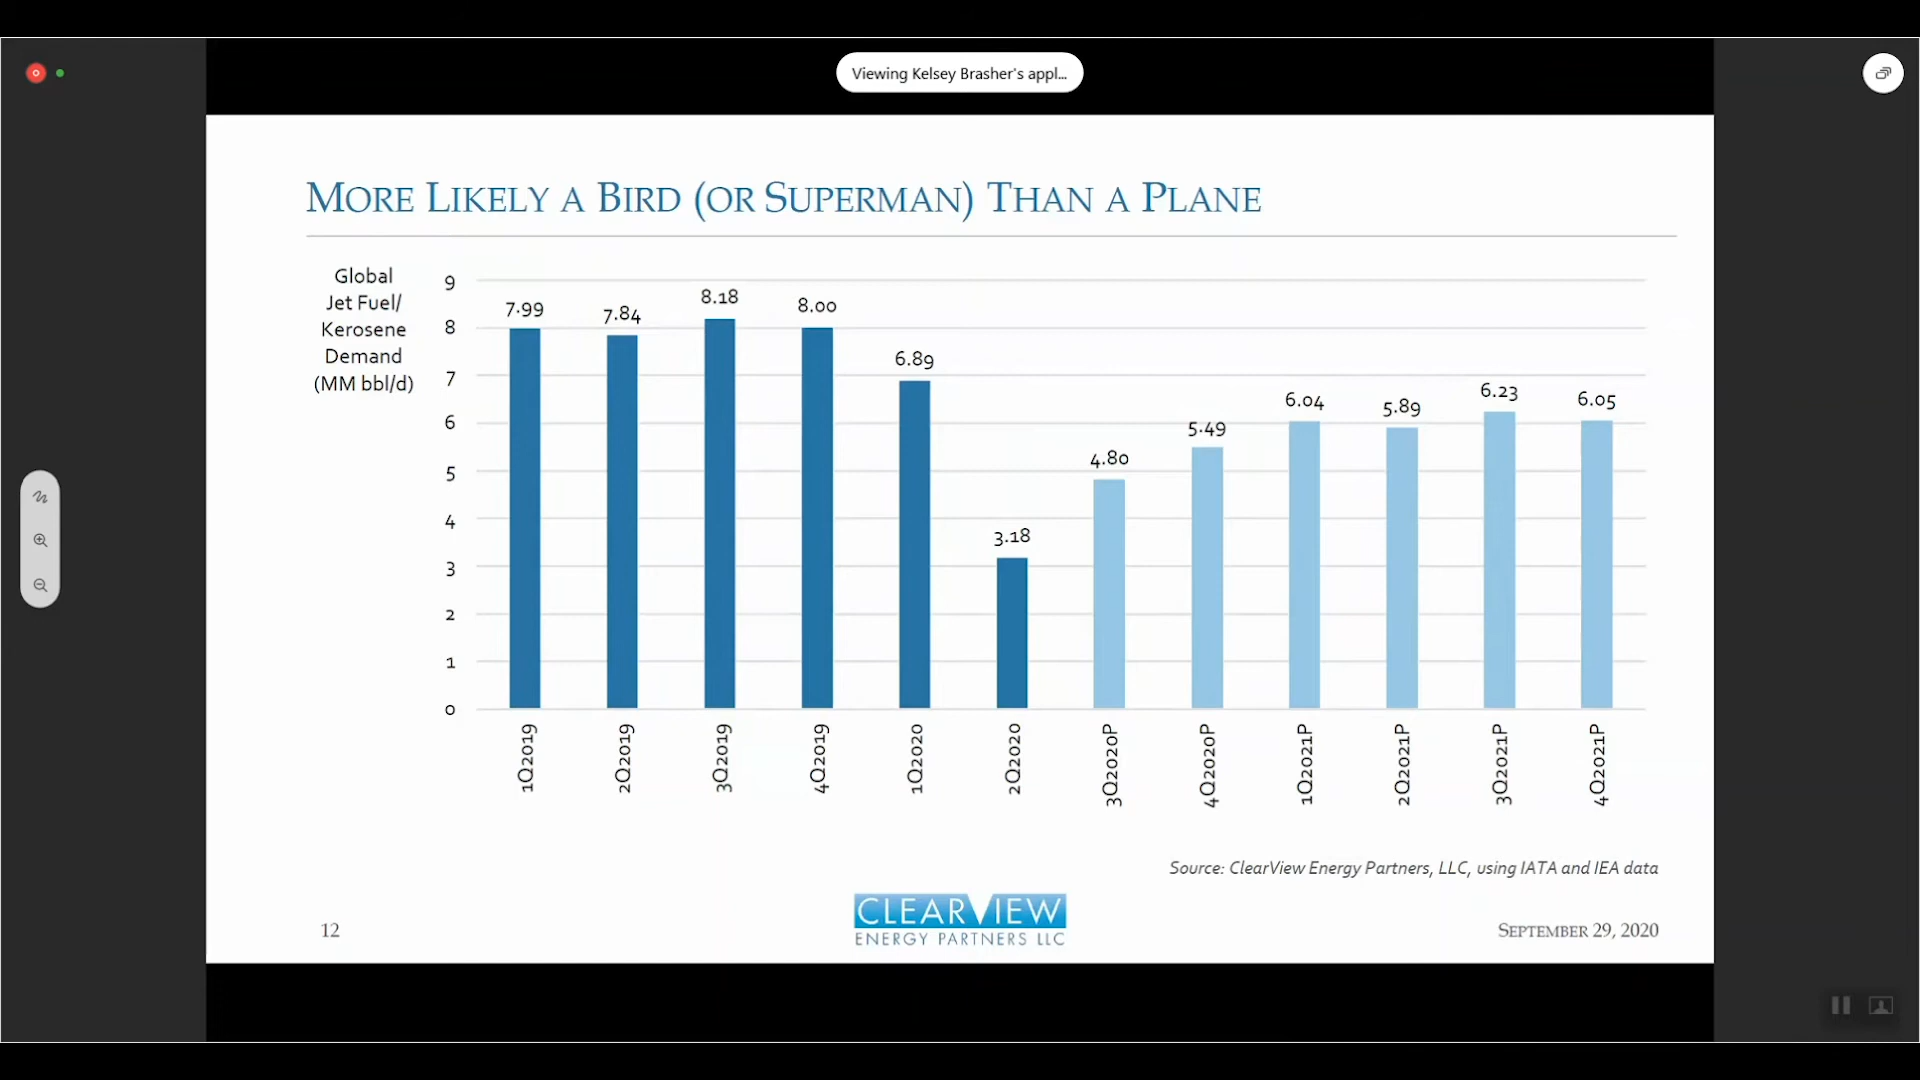 Viewing Kelsey Brasher's appl...
MORE LIKELY A BIRD (OR SUPERMAN) THAN A PLANE
Global
Jet Fuel/
Kerosene
Demand
(MM bbl/d)
9
8
7
6
5
4
3
2
1
0
7.99
7.84
8.18
8.00
6.89
3.18
4.80
5.49
6.04
5.89
6.23
6.05
1Q2019
2Q2019
3Q2019
4Q2019
1Q2020
2Q2020
3Q2020P
4Q2020P
1Q2021P
2Q2021P
3Q2021P
4Q2021P
Source: ClearView Energy Partners, LLC, using IATA and IEA data
12
CLEARVIEW
ENERGY PARTNERS LLC
SEPTEMBER 29, 2020